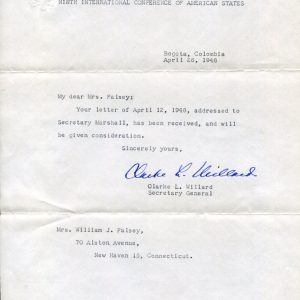 NINTH INTERNATIONAL CONFERENCE OF AMERICAN STATES
Bogota, Colombia
April 26, 1948
My dear Mrs. Faisey:
Your letter of April 12, 1948, addressed to
Secretary Marshall, has been received, and will
be given consideration.
Sincerely yours,
Clarke L. Willard
Clarke L. Willard
Secretary General
Mrs. William J. Faisey,
70 Alston Avenue,
New Haven 15, Connecticut.